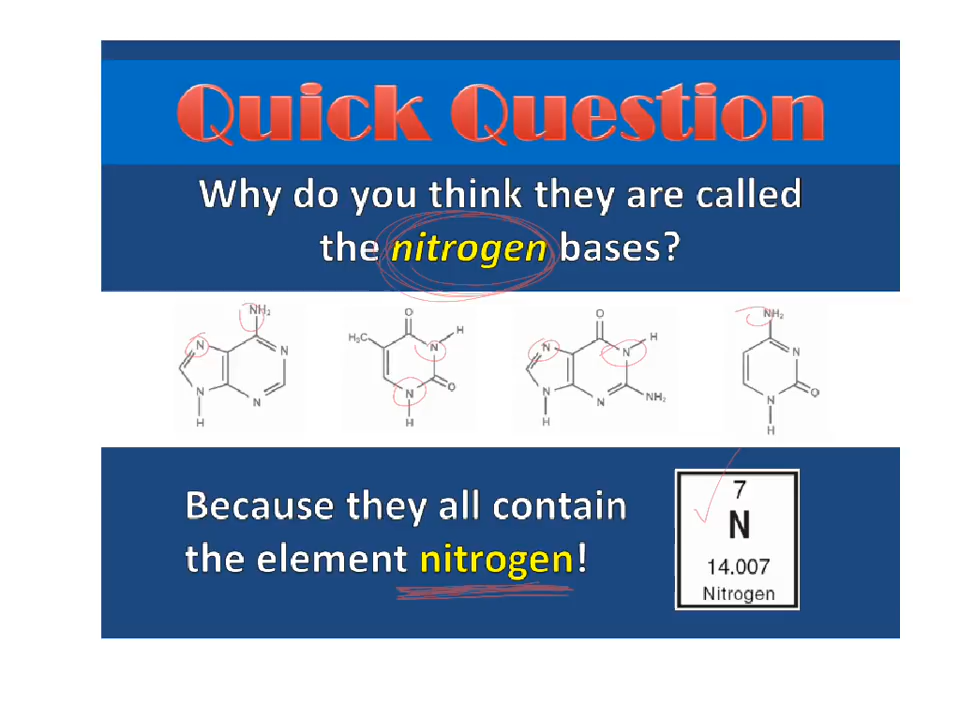 Quick Question
Why do you think they are called
the nitrogen bases?
NH₂
N
N
N
N
H
O
H₃C
N
H
O
N
H
O
N
N
H
N
N
NH₂
H
NH₂
N
O
N
H
Because they all contain
the element nitrogen!
7
N
14.007
Nitrogen